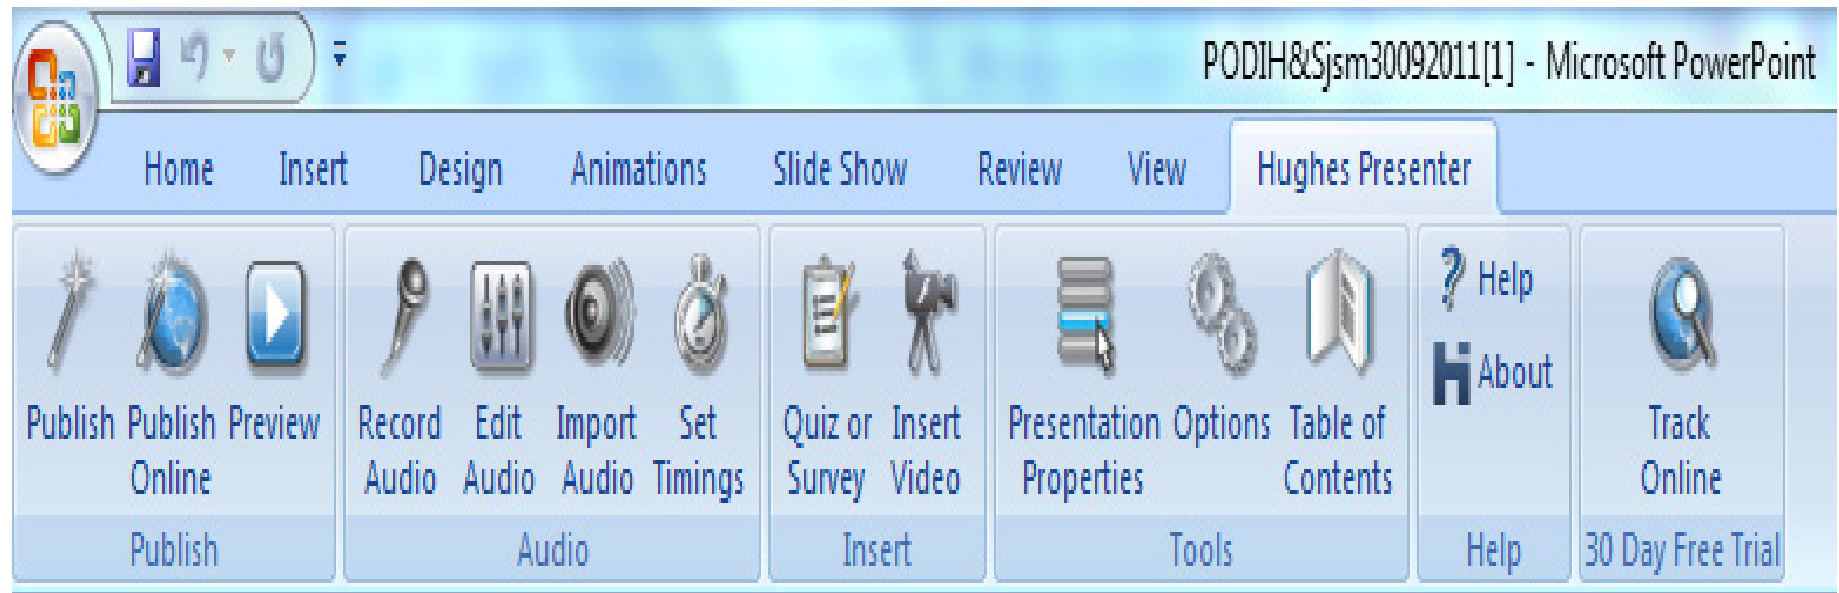 PODIH&Sjsm30092011[1] - Microsoft PowerPoint
Home Insert Design Animations Slide Show Review View Hughes Presenter
Publish
Publish Online
Preview
Publish
Record Audio
Edit Audio
Import Audio
Set Timings
Audio
Quiz or Survey
Insert Video
Insert
Presentation Properties
Options
Table of Contents
Tools
? Help
H About
Help
Track Online
30 Day Free Trial